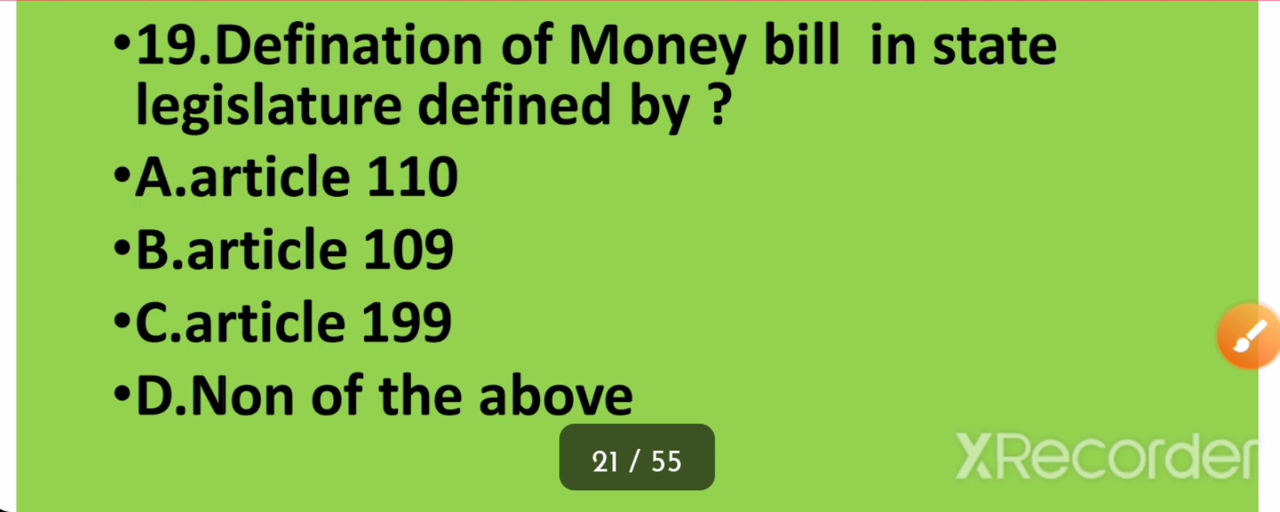 •19.Defination of Money bill in state
legislature defined by ?
•A.article 110
•B.article 109
•C.article 199
•D.Non of the above
21 / 55
XRecorder